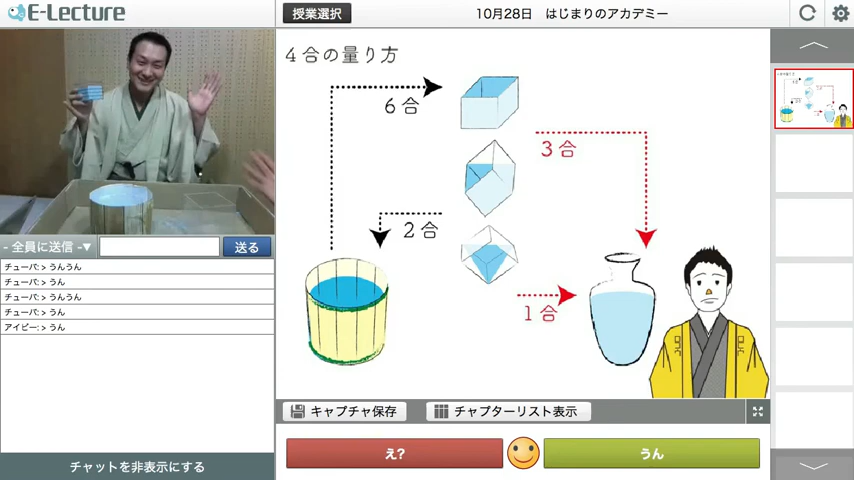 E-Lecture
授業選択
10月28日　はじまりのアカデミー
4合の量り方
6合
3合
2合
1合
- 全員に送信 -▼
送る
チューバ: > うんうん
チューバ: > うん
チューバ: > うんうん
チューバ: > うん
アイビー: > うん
キャプチャ保存
チャプターリスト表示
え?
うん
チャットを非表示にする